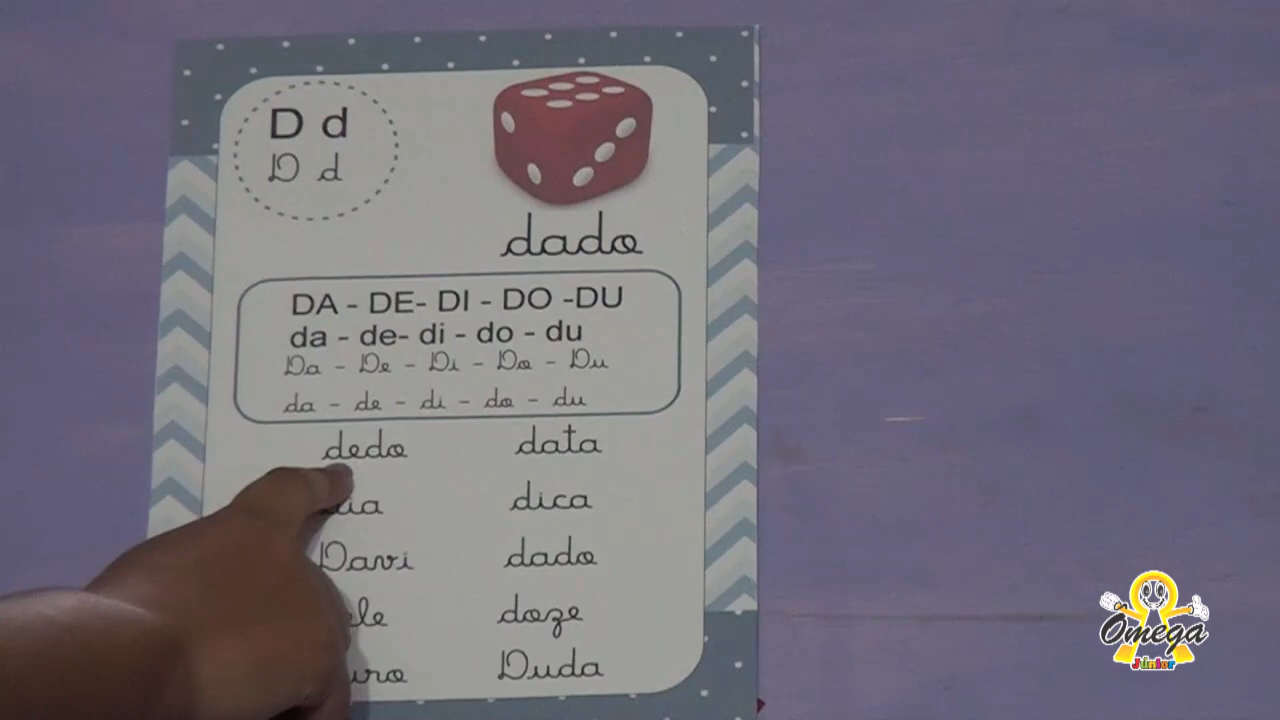 D d
D d
dado
DA - DE- DI - DO -DU
da - de- di - do - du
Da - De - Di - Do - Du
da - de - di - do - du
dedo data
dica
Davi dado
doze
Duda
Ômega
Júnior